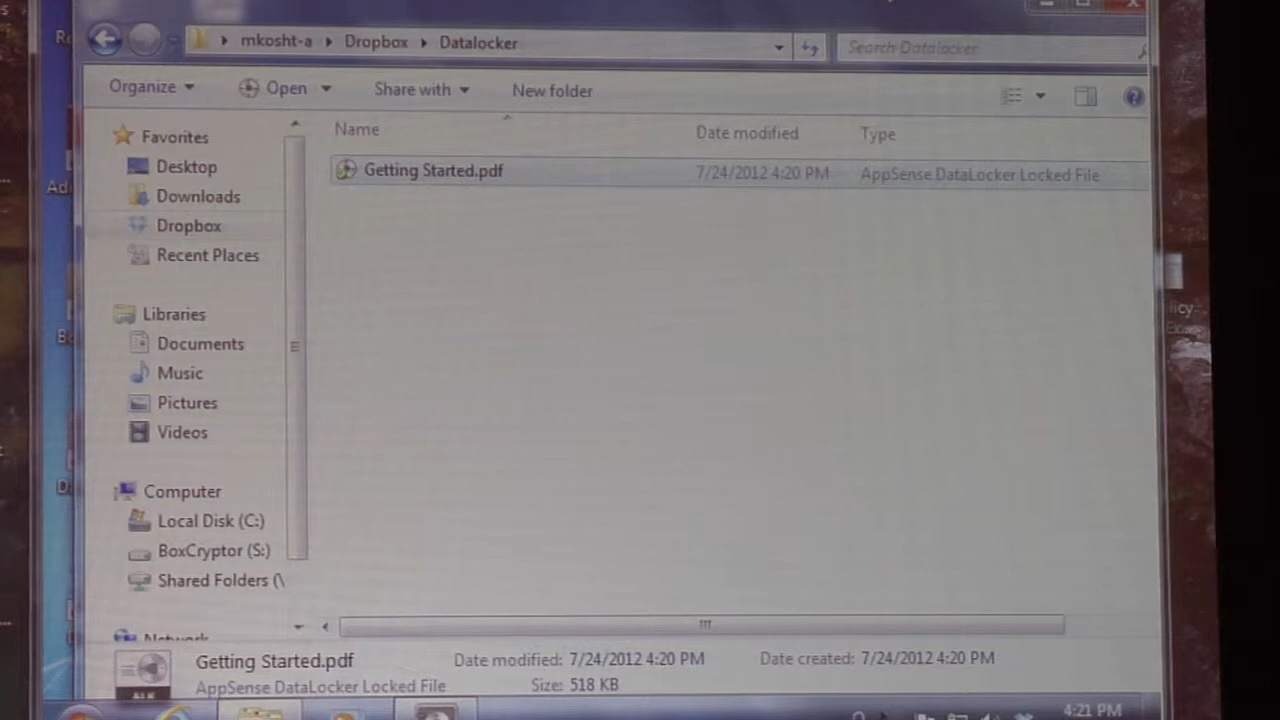 mkosht-a Dropbox Datalocker
Search Datalocker
Organize Open Share with New folder
Name Date modified Type
Favorites
Getting Started.pdf 7/24/2012 4:20 PM AppSense DataLocker Locked File
Desktop
Downloads
Dropbox
Recent Places
Libraries
Documents
Music
Pictures
Videos
Computer
Local Disk (C:)
BoxCryptor (S:)
Shared Folders (\
Network
Getting Started.pdf Date modified: 7/24/2012 4:20 PM Date created: 7/24/2012 4:20 PM
AppSense DataLocker Locked File Size: 518 KB
4:21 PM